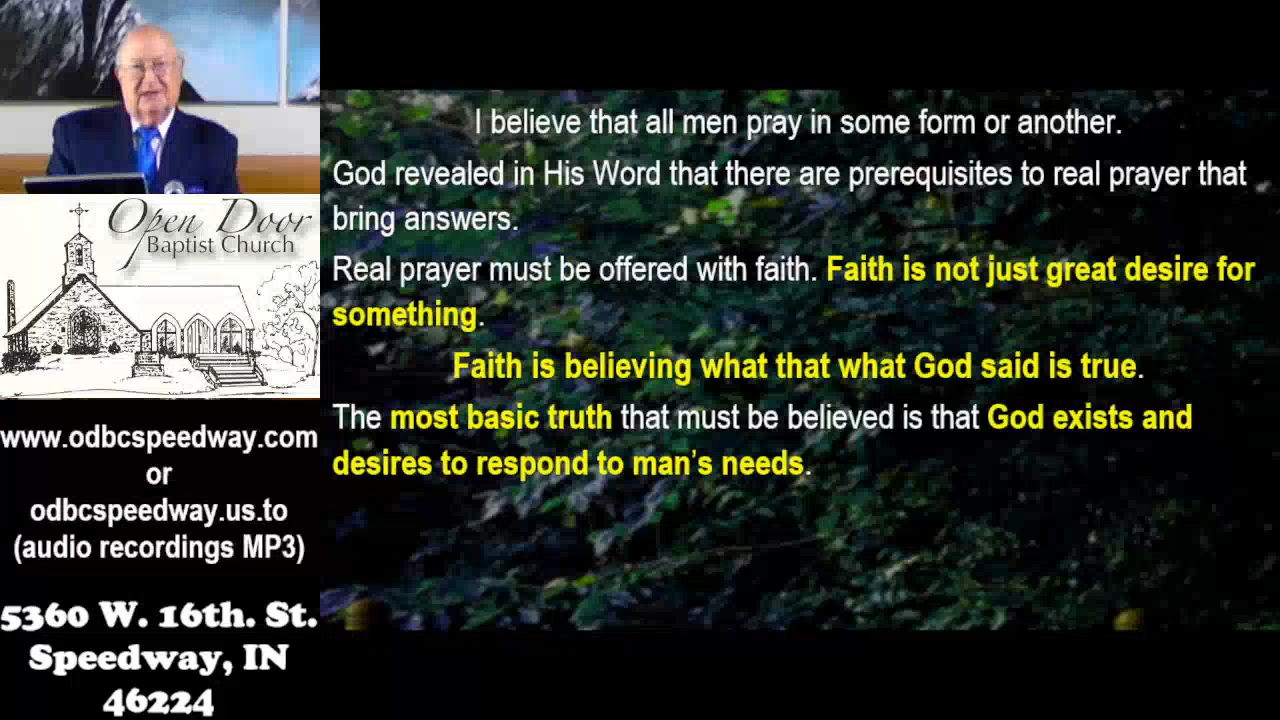 Open Door
Baptist Church
www.odbcspeedway.com
or
odbcspeedway.us.to
(audio recordings MP3)
5360 W. 16th. St.
Speedway, IN
46224
I believe that all men pray in some form or another.
God revealed in His Word that there are prerequisites to real prayer that
bring answers.
Real prayer must be offered with faith. Faith is not just great desire for
something.
Faith is believing what that what God said is true.
The most basic truth that must be believed is that God exists and
desires to respond to man's needs.